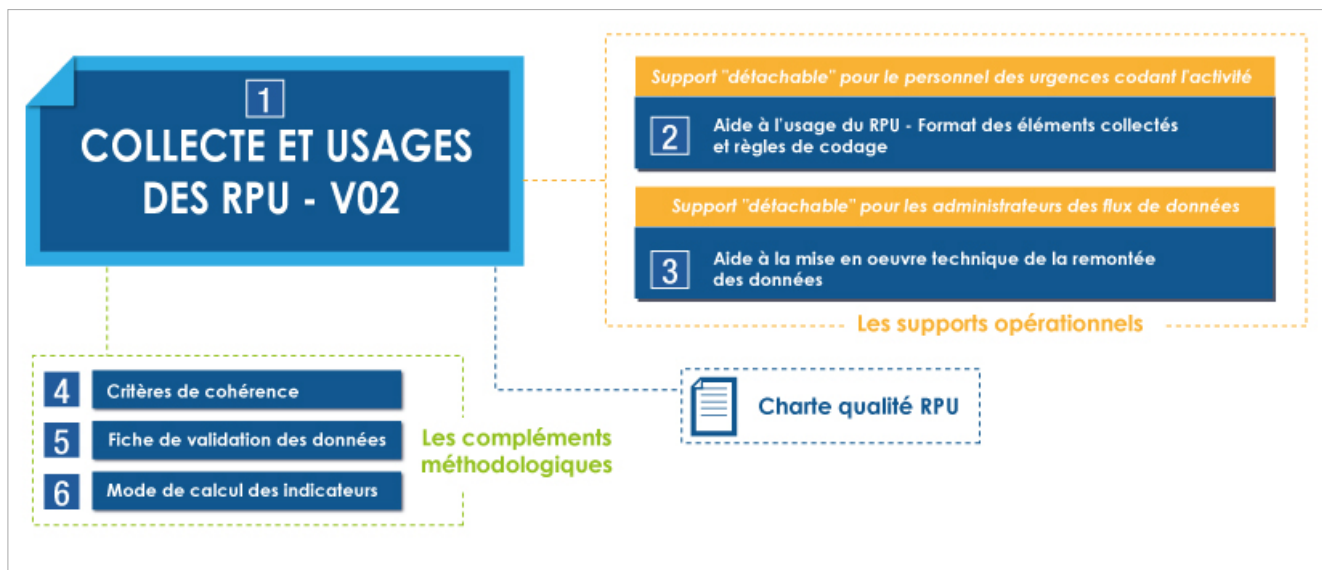 1
COLLECTE ET USAGES
DES RPU - V02
Support "détachable" pour le personnel des urgences codant l'activité
2
Aide à l'usage du RPU - Format des éléments collectés
et règles de codage
Support "détachable" pour les administrateurs des flux de données
3
Aide à la mise en oeuvre technique de la remontée
des données
Les supports opérationnels
Charte qualité RPU
4
Critères de cohérence
5
Fiche de validation des données
6
Mode de calcul des indicateurs
Les compléments
méthodologiques